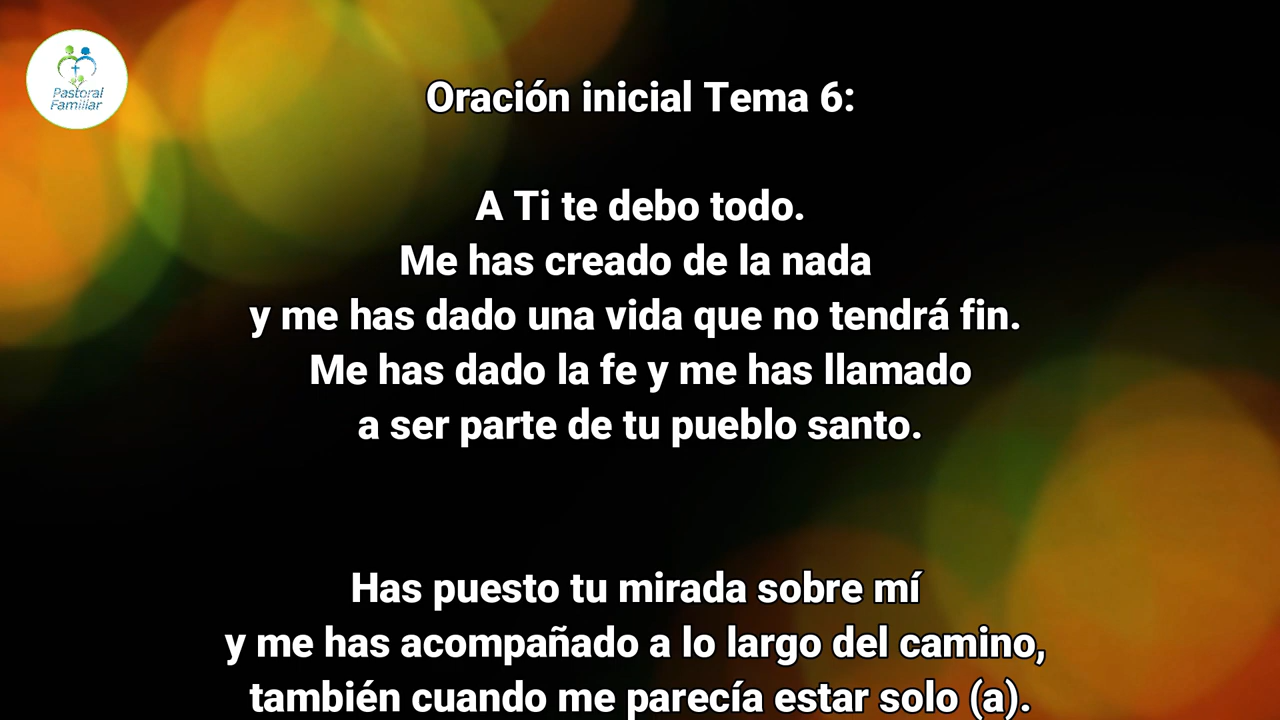 Pastoral
Familiar
Oración inicial Tema 6:
A Ti te debo todo.
Me has creado de la nada
y me has dado una vida que no tendrá fin.
Me has dado la fe y me has llamado
a ser parte de tu pueblo santo.
Has puesto tu mirada sobre mí
y me has acompañado a lo largo del camino,
también cuando me parecía estar solo (a).